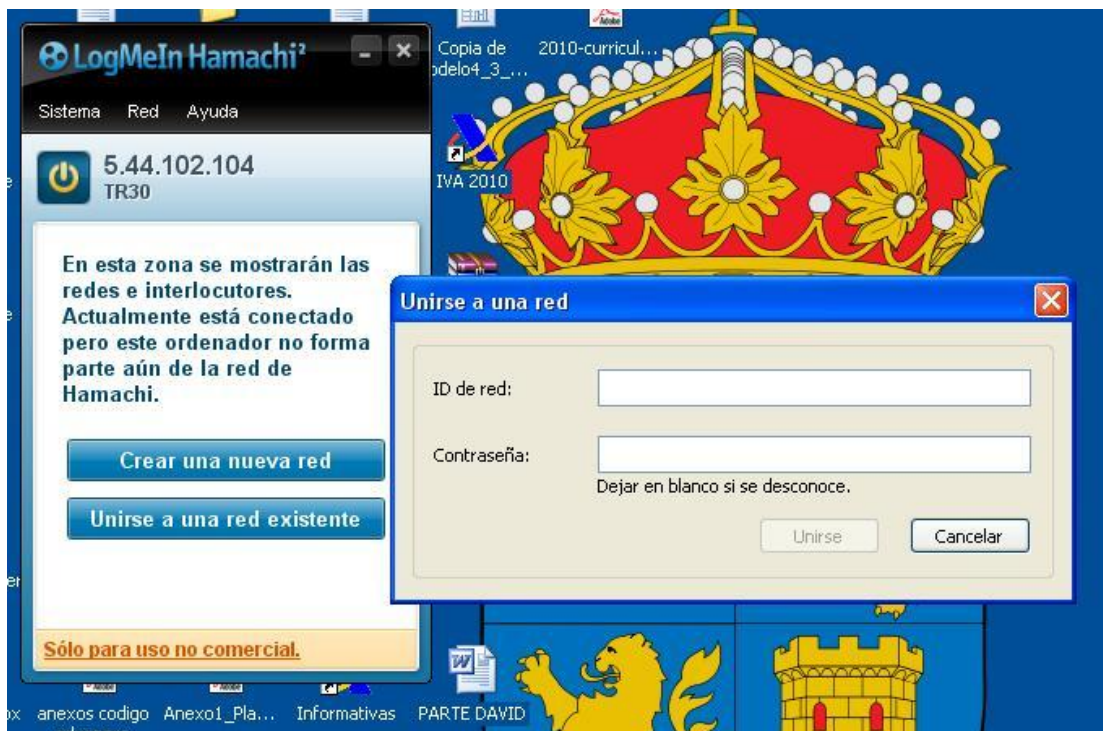 LogMeIn Hamachi²
Sistema Red Ayuda
5.44.102.104
TR30
En esta zona se mostrarán las
redes e interlocutores.
Actualmente está conectado
pero este ordenador no forma
parte aún de la red de
Hamachi.
Crear una nueva red
Unirse a una red existente
Sólo para uso no comercial.
Copia de
2010-curricul...
odelo4_3_...
Adobe
IVA 2010
Unirse a una red
ID de red:
Contraseña:
Dejar en blanco si se desconoce.
Unirse
Cancelar
anexos codigo
Anexo1_Pla...
Informativas
PARTE DAVID